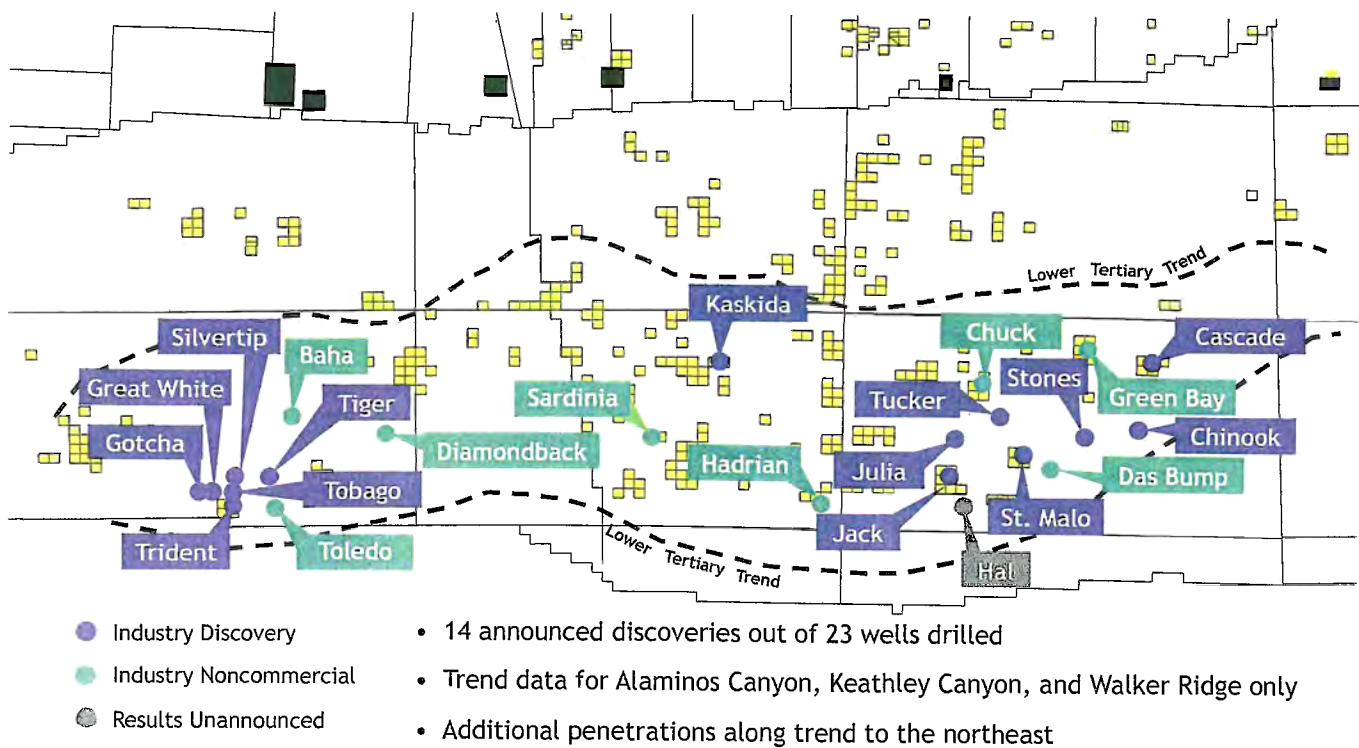 Lower Tertiary Trend
Kaskida
Silvertip
Baha
Chuck
Cascade
Stones
Great White
Tiger
Sardinia
Tucker
Green Bay
Gotcha
Diamondback
Chinook
Hadrian
Julia
Das Bump
Tobago
Jack
St. Malo
Trident
Toledo
Lower Tertiary Trend
Hal
Industry Discovery
• 14 announced discoveries out of 23 wells drilled
Industry Noncommercial
• Trend data for Alaminos Canyon, Keathley Canyon, and Walker Ridge only
Results Unannounced
• Additional penetrations along trend to the northeast